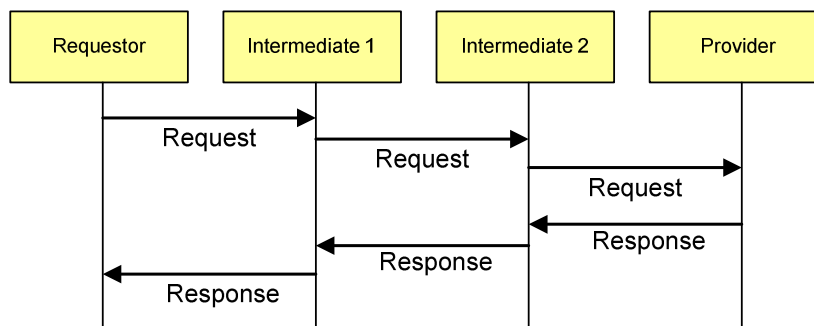 Requestor
Intermediate 1
Intermediate 2
Provider
Request
Request
Request
Response
Response
Response